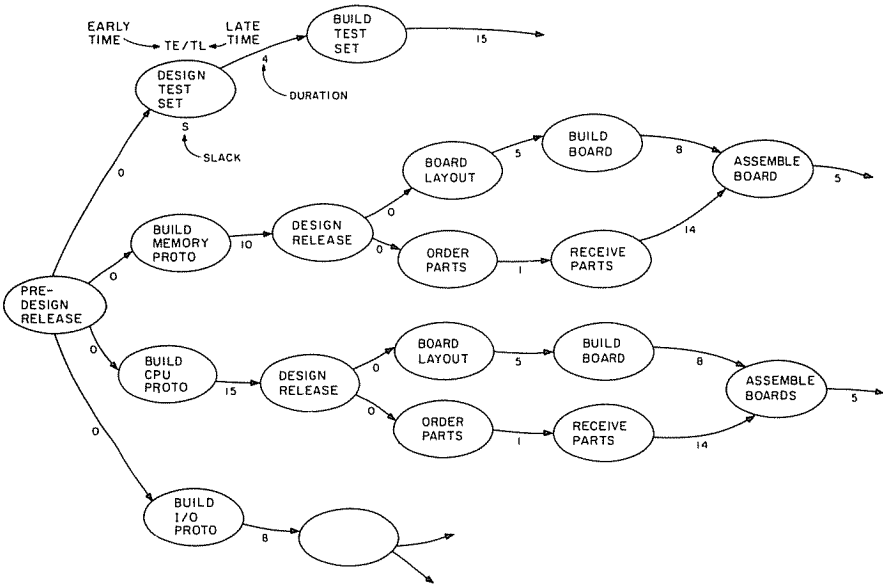 EARLY
TIME
TE/TL
LATE
TIME
DESIGN
TEST
SET
S
SLACK
4
DURATION
BUILD
TEST
SET
15
0
PRE-
DESIGN
RELEASE
0
BUILD
MEMORY
PROTO
10
DESIGN
RELEASE
0
BOARD
LAYOUT
5
BUILD
BOARD
8
ASSEMBLE
BOARD
5
0
ORDER
PARTS
1
RECEIVE
PARTS
14
0
BUILD
CPU
PROTO
15
DESIGN
RELEASE
0
BOARD
LAYOUT
5
BUILD
BOARD
8
ASSEMBLE
BOARDS
5
0
ORDER
PARTS
1
RECEIVE
PARTS
14
0
BUILD
I/O
PROTO
8